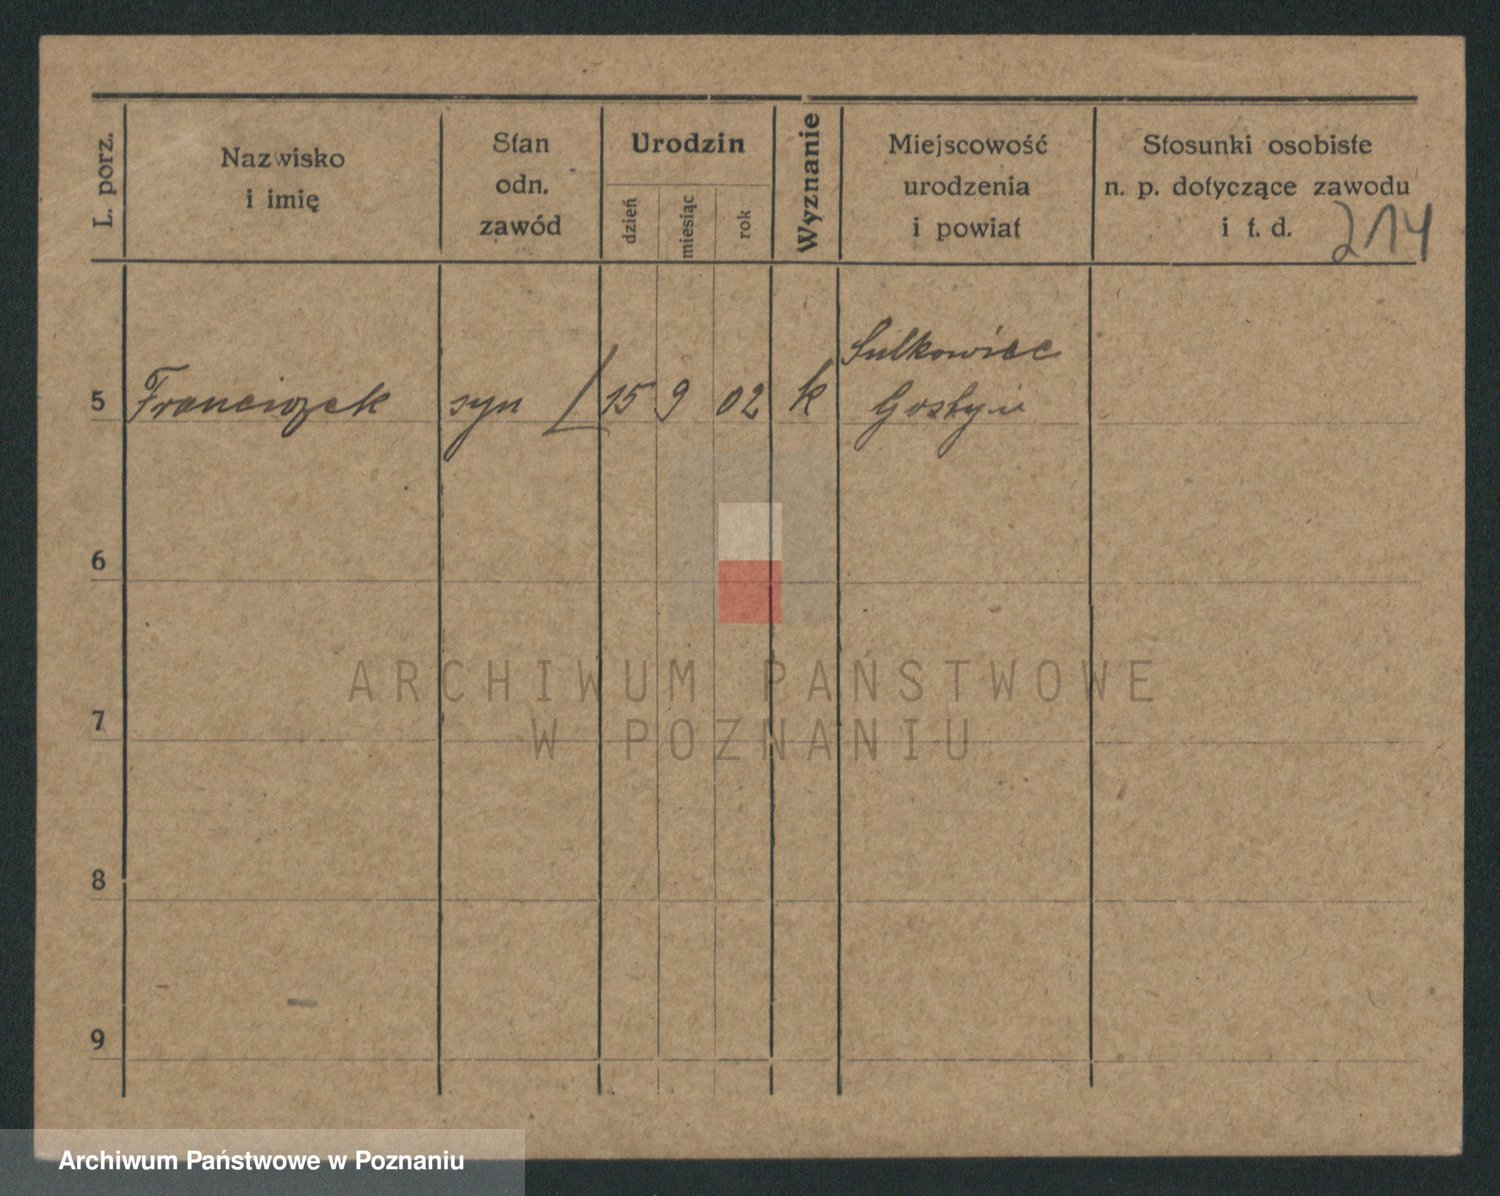 L. porz.
Nazwisko
i imię
Stan
odn.
zawód
Urodzin
dzień
miesiąc
rok
Wyznanie
Miejscowość
urodzenia
i powiat
Stosunki osobiste
n. p. dotyczące zawodu
i t. d.
214
Sulkowice
5 Franciszek syn 15 9 02 k Gostyń
6
7
8
9
ARCHIWUM PAŃSTWOWE
W POZNANIU
Archiwum Państwowe w Poznaniu